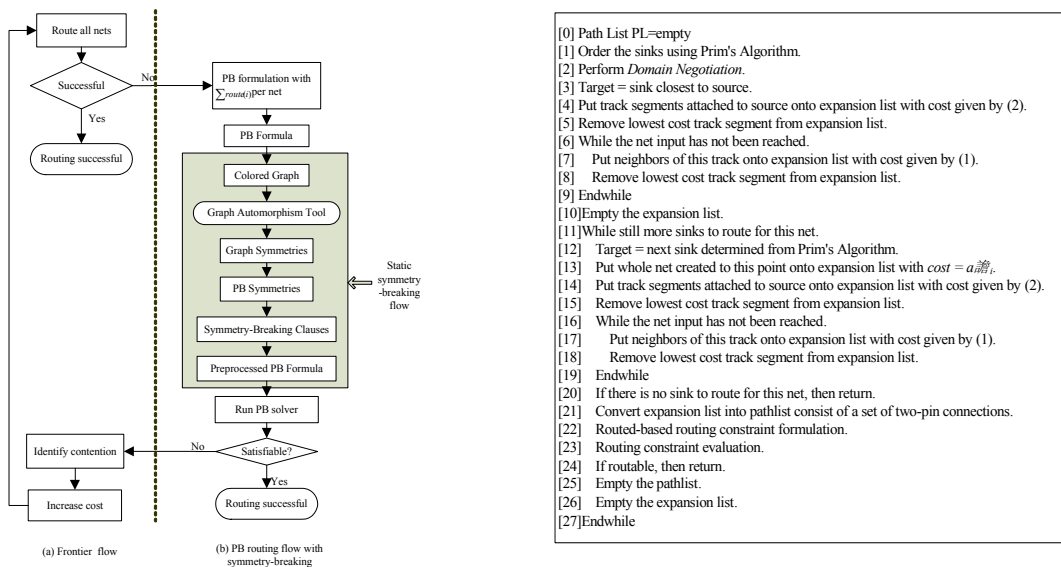 Route all nets
Successful
No
Yes
Routing successful
PB formulation with
∑route(i) per net
PB Formula
Colored Graph
Graph Automorphism Tool
Graph Symmetries
PB Symmetries
Symmetry-Breaking Clauses
Preprocessed PB Formula
Static
symmetry
-breaking
flow
Run PB solver
Satisfiable?
No
Yes
Routing successful
Identify contention
Increase cost
(a) Frontier flow
(b) PB routing flow with
symmetry-breaking
[0] Path List PL=empty
[1] Order the sinks using Prim's Algorithm.
[2] Perform Domain Negotiation.
[3] Target = sink closest to source.
[4] Put track segments attached to source onto expansion list with cost given by (2).
[5] Remove lowest cost track segment from expansion list.
[6] While the net input has not been reached.
[7] Put neighbors of this track onto expansion list with cost given by (1).
[8] Remove lowest cost track segment from expansion list.
[9] Endwhile
[10]Empty the expansion list.
[11]While still more sinks to route for this net.
[12] Target = next sink determined from Prim's Algorithm.
[13] Put whole net created to this point onto expansion list with cost = a譫i.
[14] Put track segments attached to source onto expansion list with cost given by (2).
[15] Remove lowest cost track segment from expansion list.
[16] While the net input has not been reached.
[17] Put neighbors of this track onto expansion list with cost given by (1).
[18] Remove lowest cost track segment from expansion list.
[19] Endwhile
[20] If there is no sink to route for this net, then return.
[21] Convert expansion list into pathlist consist of a set of two-pin connections.
[22] Routed-based routing constraint formulation.
[23] Routing constraint evaluation.
[24] If routable, then return.
[25] Empty the pathlist.
[26] Empty the expansion list.
[27]Endwhile